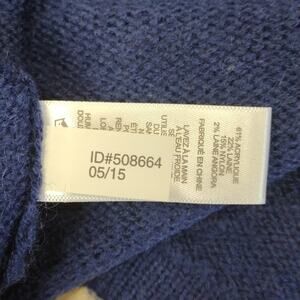 ID#508664
05/15
61% ACRYLIQUE
22% LAINE
15% NYLON
2% LAINE ANGORA
FABRIQUÉ EN CHINE
LAVEZ À LA MAIN
À L'EAU FROIDE